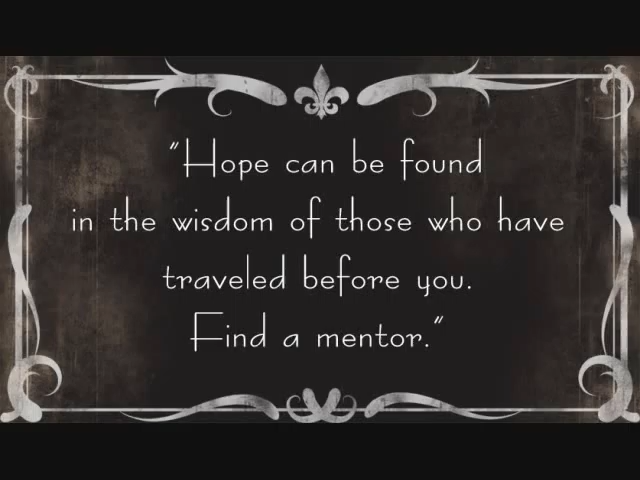 "Hope can be found
in the wisdom of those who have
traveled before you.
Find a mentor."